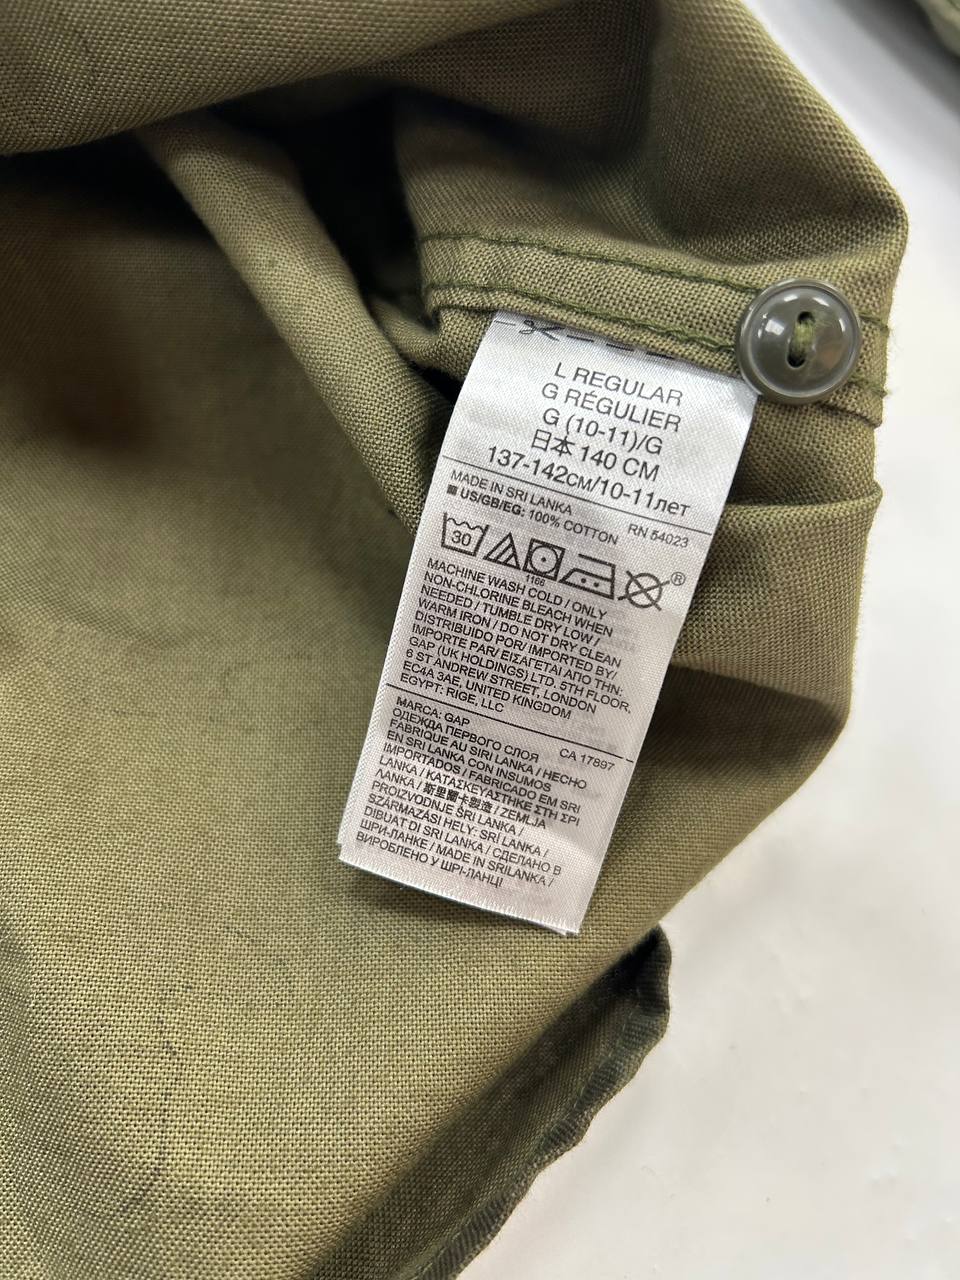 L REGULAR
G RÉGULIER
G (10-11)/G
日本 140 CM
137-142см/10-11лет
MADE IN SRI LANKA
RN 54023
US/GB/EG: 100% COTTON
30
®
1166
MACHINE WASH COLD / ONLY
NON-CHLORINE BLEACH WHEN
NEEDED / TUMBLE DRY LOW /
WARM IRON / DO NOT DRY CLEAN
DISTRIBUIDO POR/ IMPORTED BY/
IMPORTE PAR/ ΕΙΣΑΓΕΤΑΙ ΑΠΟ ΤΗΝ:
GAP (UK HOLDINGS) LTD, 5TH FLOOR,
6 ST ANDREW STREET, LONDON
EC4A 3AE, UNITED KINGDOM
EGYPT: RIGE, LLC
МАRCA: GAP
CA 17897
ОДЕЖДА ПЕРВОГО СЛОЯ
FABRIQUE AU SIRI LANKA / HECHO
EN SRI LANKA CON INSUMOS
IMPORTADOS / FABRICADO EM SRI
LANKA / ΚΑΤΑΣΚΕΥΑΣΤΗΚΕ ΣΤΗ ΣΡΙ
ΛΑΝΚΑ / 斯里蘭卡製造 / ZEMLJA
PROIZVODNJE SRI LANKA /
SZÁRMAZÁSI HELY: SRÍ LANKA /
DIBUAT DI SRI LANKA / СДЕЛАНО В
ШРИ-ЛАНКЕ / MADE IN SRILANKA /
ВИРОБЛЕНО У ШРІ-ЛАНЦІ